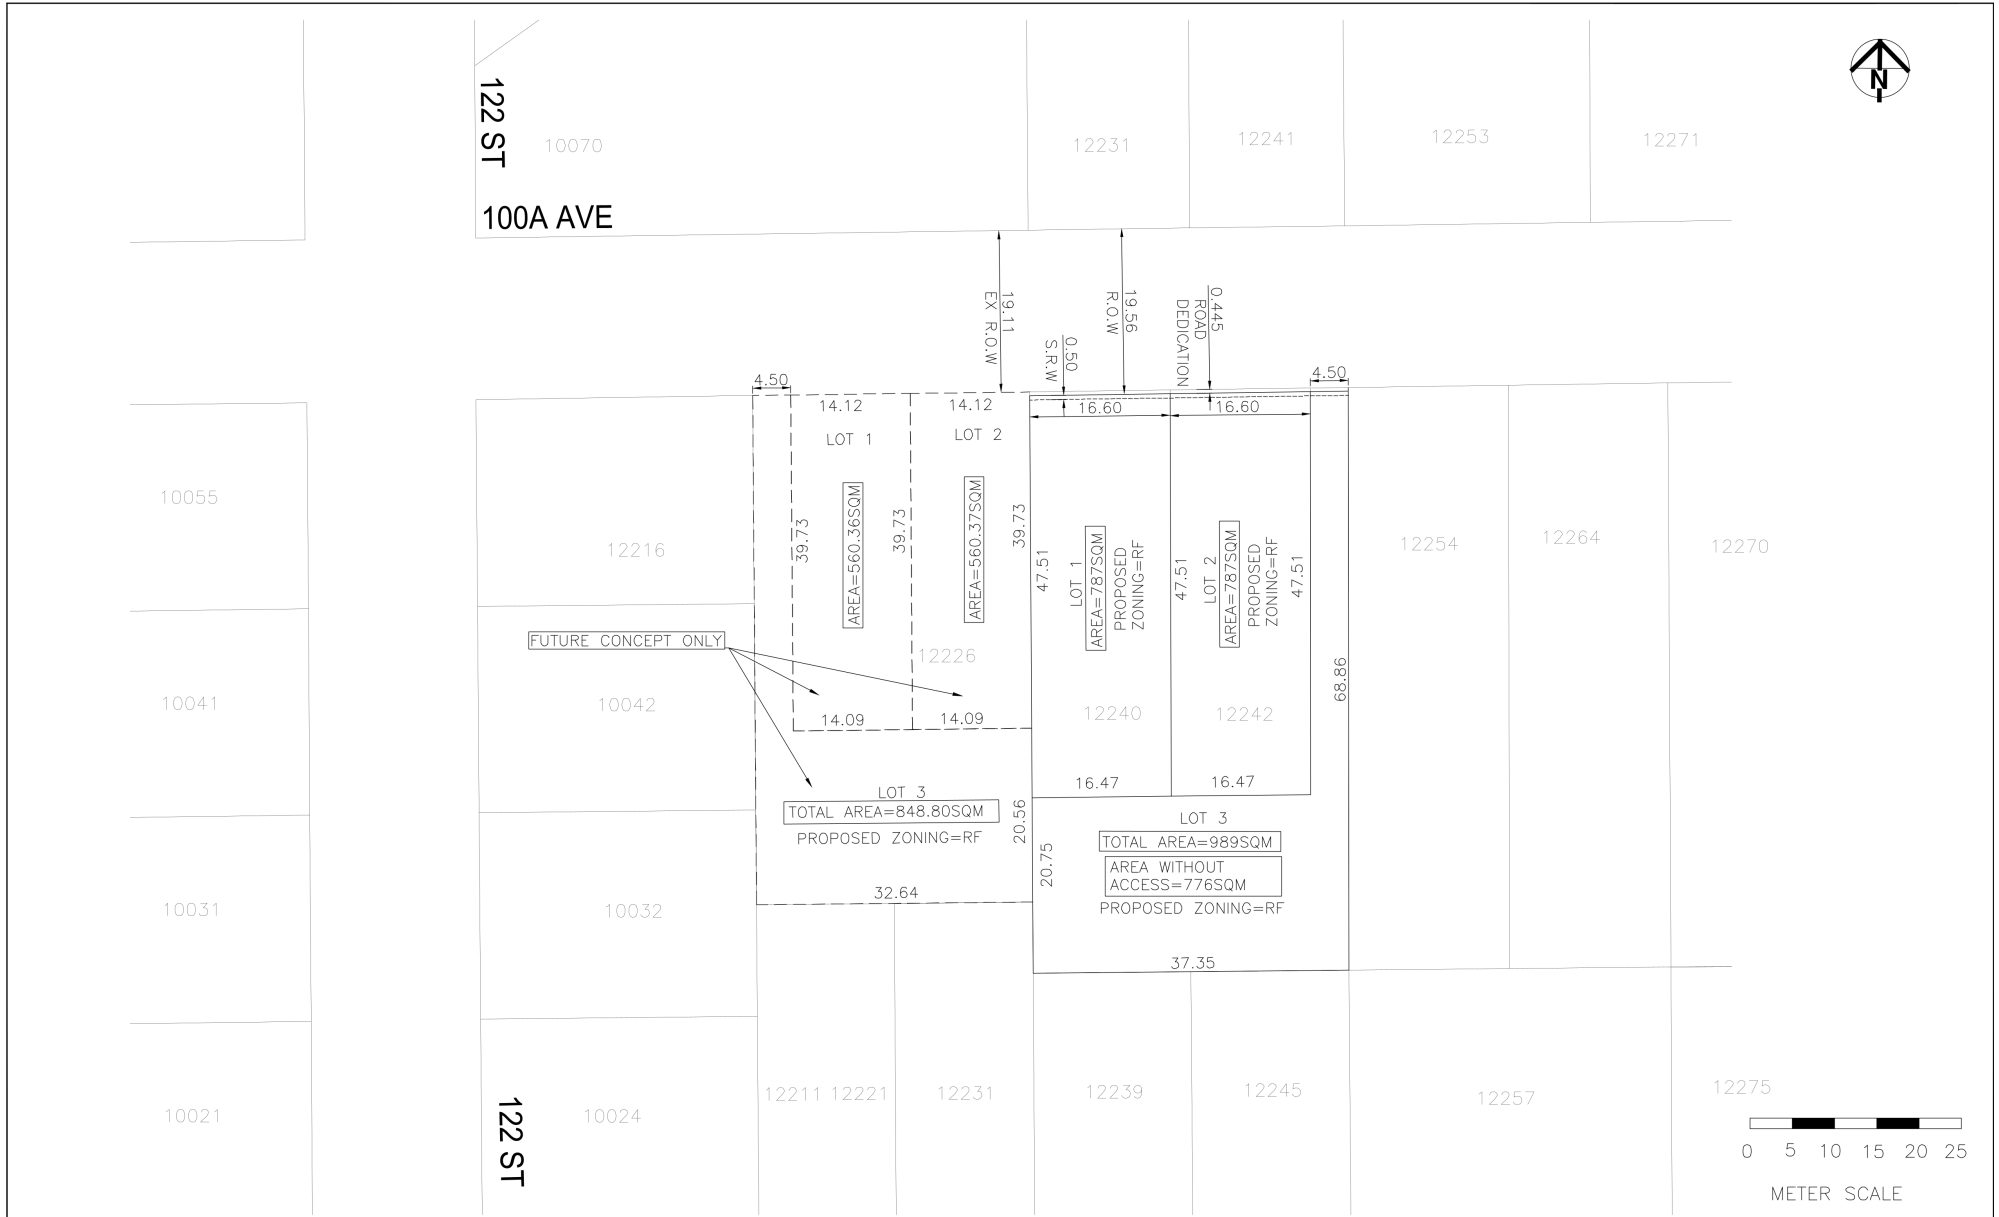 N
122 ST
10070
12231
12241
12253
12271
100A AVE
19.11
EX R.O.W
19.56
R.O.W
0.445
ROAD
DEDICATION
0.50
S.R.W
4.50
4.50
14.12
14.12
16.60
16.60
LOT 1
LOT 2
AREA=560.36SQM
AREA=560.37SQM
39.73
39.73
39.73
47.51
LOT 1
AREA=787SQM
PROPOSED
ZONING=RF
47.51
LOT 2
AREA=787SQM
PROPOSED
ZONING=RF
47.51
10055
12216
12254
12264
12270
FUTURE CONCEPT ONLY
12226
68.86
10041
10042
14.09
14.09
12240
12242
16.47
16.47
LOT 3
TOTAL AREA=848.80SQM
PROPOSED ZONING=RF
20.56
LOT 3
TOTAL AREA=989SQM
AREA WITHOUT
ACCESS=776SQM
PROPOSED ZONING=RF
20.75
32.64
10031
10032
37.35
10021
122 ST
10024
12211 12221
12231
12239
12245
12257
12275
0 5 10 15 20 25
METER SCALE